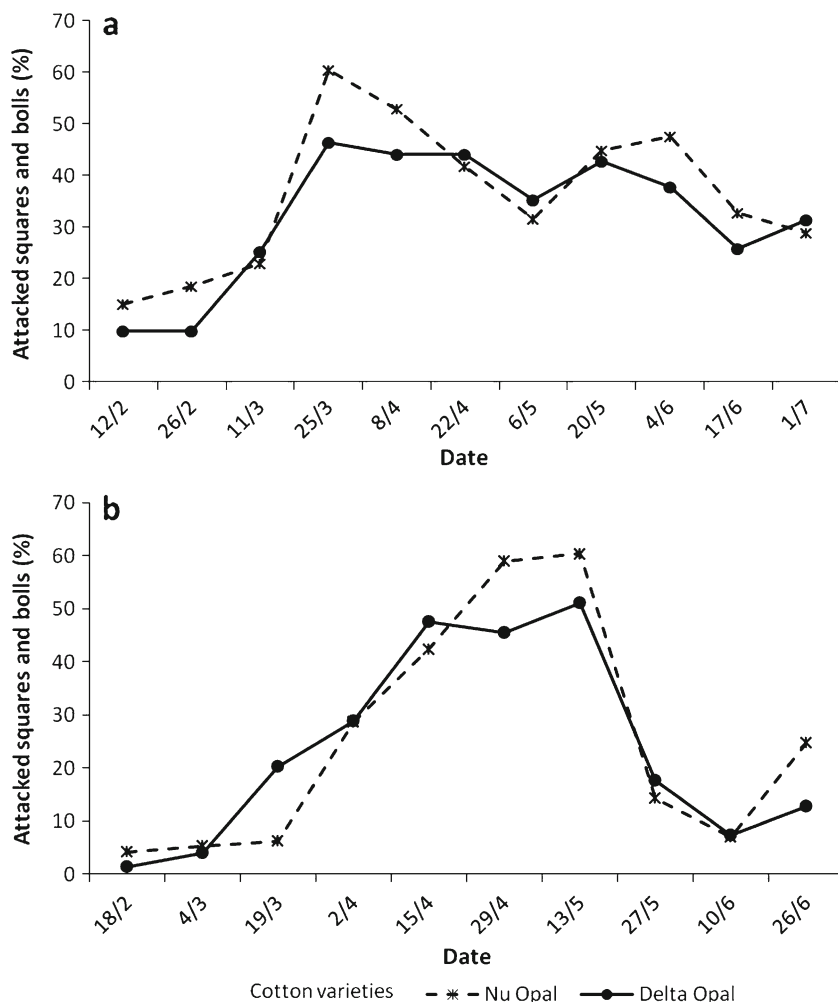 a
Attacked squares and bolls (%)
70
60
50
40
30
20
10
0
12/2 26/2 11/3 25/3 8/4 22/4 6/5 20/5 4/6 17/6 1/7
Date
b
Attacked squares and bolls (%)
70
60
50
40
30
20
10
0
18/2 4/3 19/3 2/4 15/4 29/4 13/5 27/5 10/6 26/6
Date
Cotton varieties Nu Opal Delta Opal